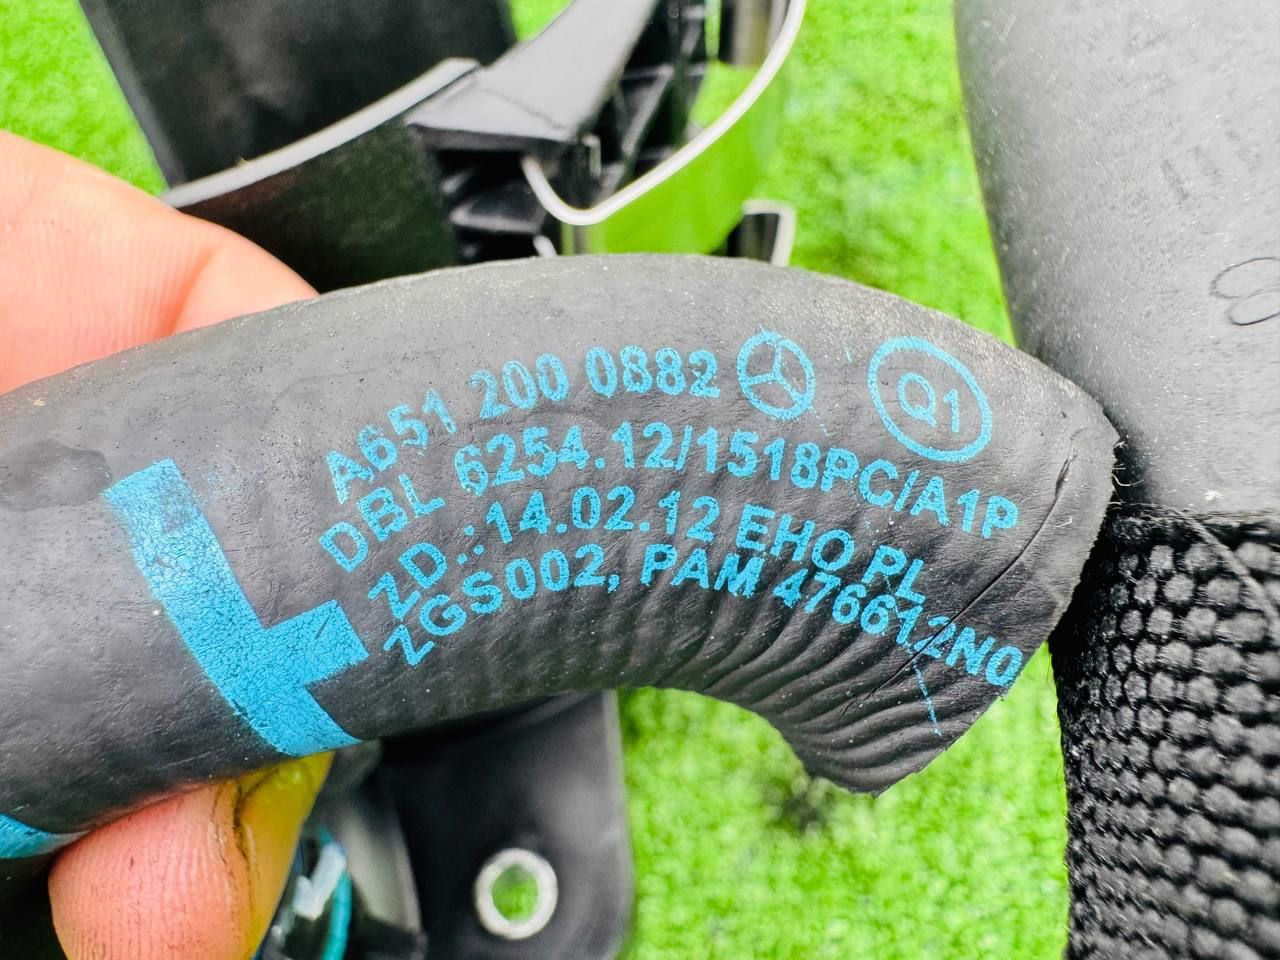 A651 200 0882
Q1
DBL 6254.12/1518PC/A1P
ZD.:14.02.12 EHO PL
ZGS002, PAM 476612N0